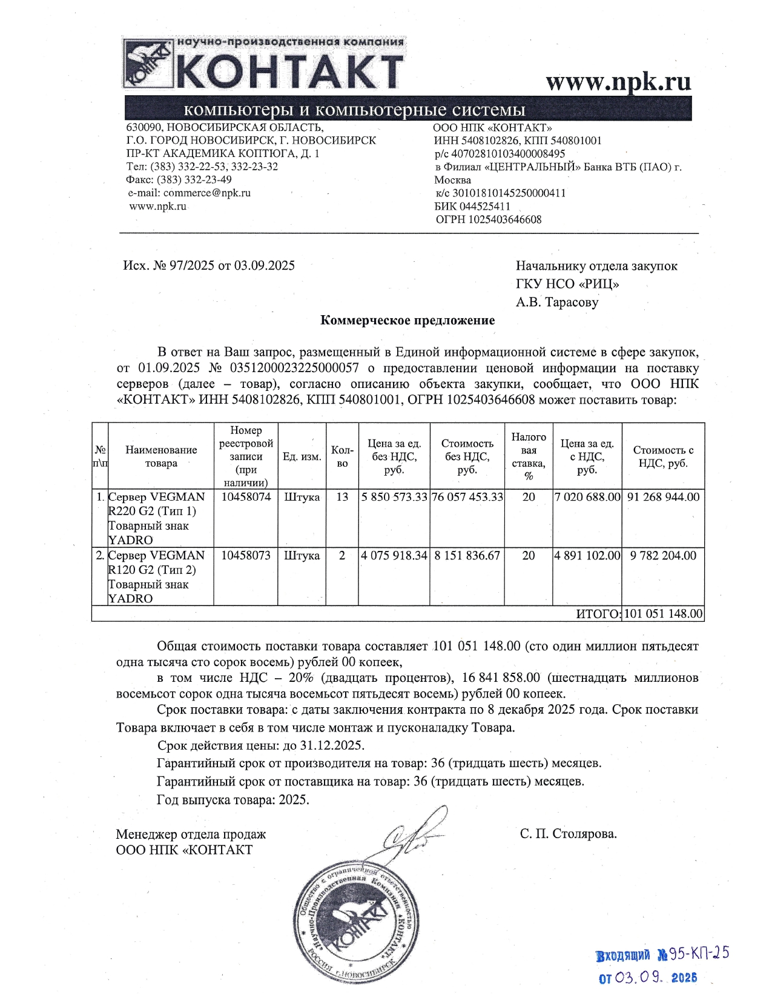 научно-производственная компания
КОНТАКТ
www.npk.ru
компьютеры и компьютерные системы
630090, НОВОСИБИРСКАЯ ОБЛАСТЬ,
Г.О. ГОРОД НОВОСИБИРСК, Г. НОВОСИБИРСК
ПР-КТ АКАДЕМИКА КОПТЮГА, Д. 1
Тел: (383) 332-22-53, 332-23-32
Факс: (383) 332-23-49
e-mail: commerce@npk.ru
www.npk.ru
ООО НПК «КОНТАКТ»
ИНН 5408102826, КПП 540801001
р/с 40702810103400008495
в Филиал «ЦЕНТРАЛЬНЫЙ» Банка ВТБ (ПАО) г.
Москва
к/с 30101810145250000411
БИК 044525411
ОГРН 1025403646608
Исх. № 97/2025 от 03.09.2025
Начальнику отдела закупок
ГКУ НСО «РИЦ»
А.В. Тарасову
Коммерческое предложение
В ответ на Ваш запрос, размещенный в Единой информационной системе в сфере закупок,
от 01.09.2025 № 0351200023225000057 о предоставлении ценовой информации на поставку
серверов (далее – товар), согласно описанию объекта закупки, сообщает, что ООО НПК
«КОНТАКТ» ИНН 5408102826, КПП 540801001, ОГРН 1025403646608 может поставить товар:
№ п\п Наименование товара Номер реестровой записи (при наличии) Ед. изм. Кол-во Цена за ед. без НДС, руб. Стоимость без НДС, руб. Налоговая ставка, % Цена за ед. с НДС, руб. Стоимость с НДС, руб.
1. Сервер VEGMAN 10458074 Штука 13 5 850 573.33 76 057 453.33 20 7 020 688.00 91 268 944.00
R220 G2 (Тип 1)
Товарный знак
YADRO
2. Сервер VEGMAN 10458073 Штука 2 4 075 918.34 8 151 836.67 20 4 891 102.00 9 782 204.00
R120 G2 (Тип 2)
Товарный знак
YADRO
ИТОГО: 101 051 148.00
Общая стоимость поставки товара составляет 101 051 148.00 (сто один миллион пятьдесят
одна тысяча сто сорок восемь) рублей 00 копеек,
в том числе НДС – 20% (двадцать процентов), 16 841 858.00 (шестнадцать миллионов
восемьсот сорок одна тысяча восемьсот пятьдесят восемь) рублей 00 копеек.
Срок поставки товара: с даты заключения контракта по 8 декабря 2025 года. Срок поставки
Товара включает в себя в том числе монтаж и пусконаладку Товара.
Срок действия цены: до 31.12.2025.
Гарантийный срок от производителя на товар: 36 (тридцать шесть) месяцев.
Гарантийный срок от поставщика на товар: 36 (тридцать шесть) месяцев.
Год выпуска товара: 2025.
Менеджер отдела продаж
ООО НПК «КОНТАКТ
С. П. Столярова.
Общество с ограниченной ответственностью
*Научно-Производственная Компания «КОНТАКТ»*
КОНТАКТ
РОССИЯ г.НОВОСИБИРСК
ВХОДЯЩИЙ № 95-КП-25
ОТ 03.09. 2025